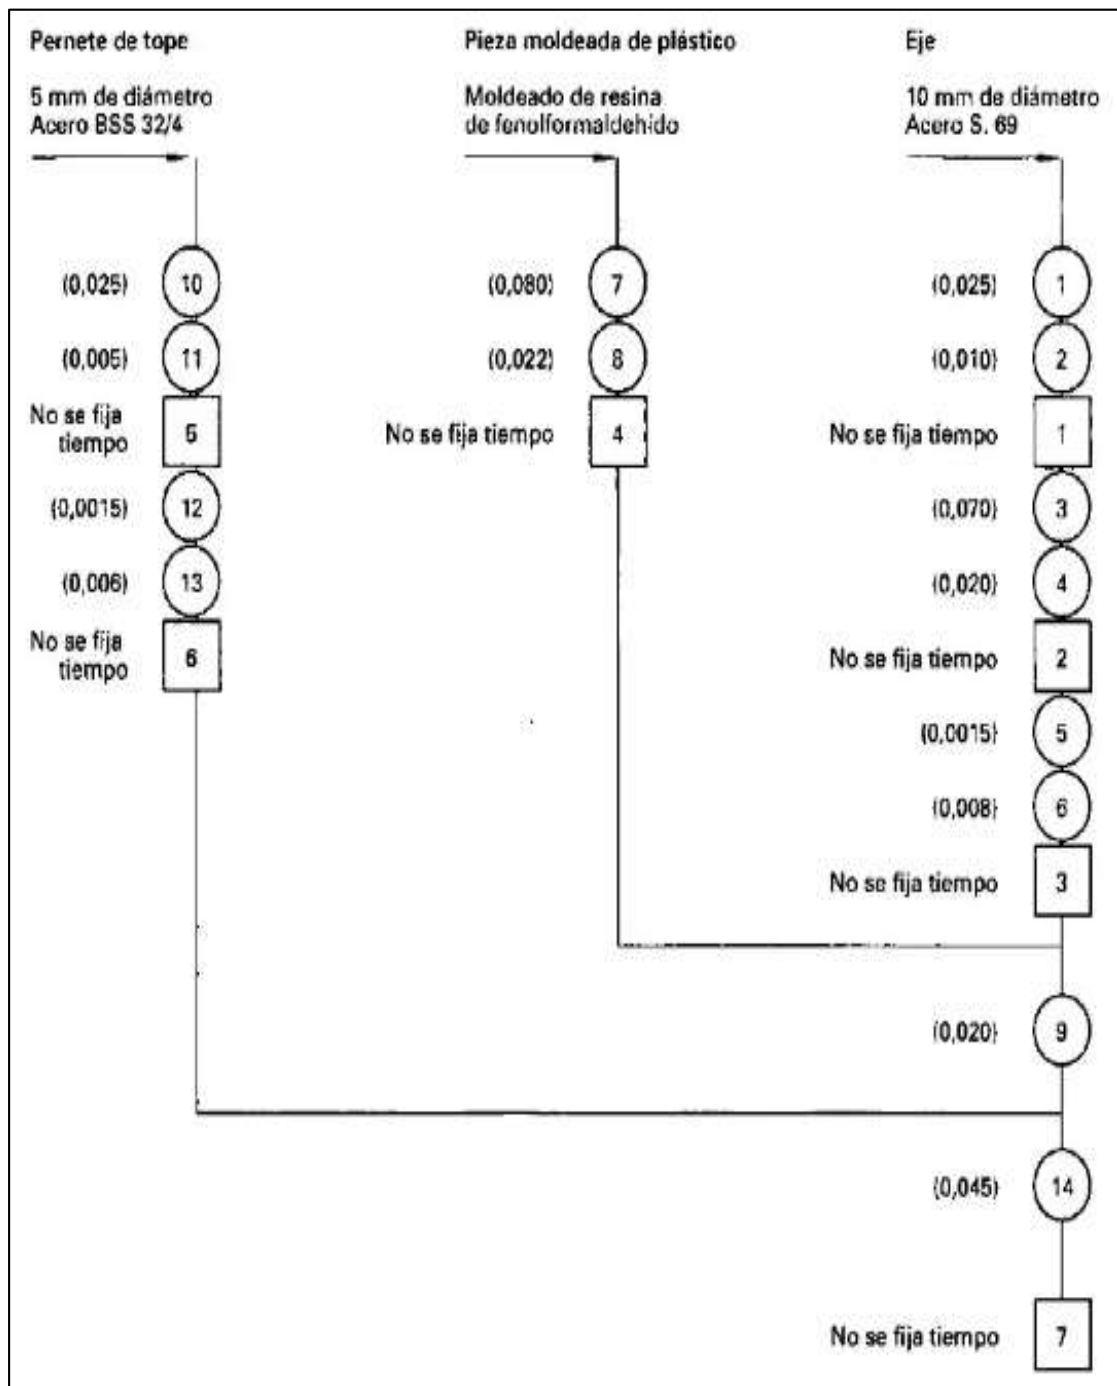 Pernete de tope
5 mm de diámetro
Acero BSS 32/4
(0,025) 10
(0,005) 11
No se fija
tiempo
5
(0,0015) 12
(0,006) 13
No se fija
tiempo
6
Pieza moldeada de plástico
Moldeado de resina
de fenolformaldehido
(0,080) 7
(0,022) 8
No se fija tiempo 4
Eje
10 mm de diámetro
Acero S. 69
(0,025) 1
(0,010) 2
No se fija tiempo 1
(0,070) 3
(0,020) 4
No se fija tiempo 2
(0,0015) 5
(0,008) 6
No se fija tiempo 3
(0,020) 9
(0,045) 14
No se fija tiempo 7